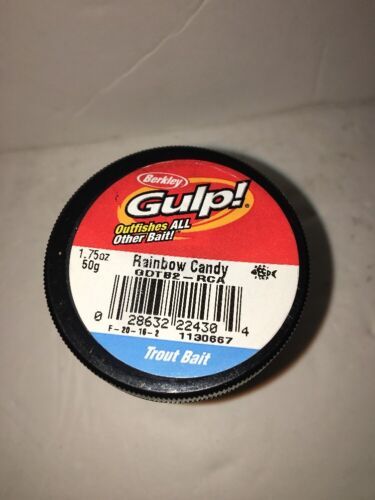 Berkley
Gulp!
Outfishes ALL
Other Bait!
1.75oz
50g
Rainbow Candy
GDTB2-RCA
0 28632 22430 4
F-20-16-2
1130667
Trout Bait